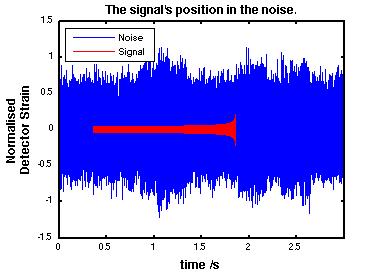 The signal's position in the noise.
Noise
Signal
1.5
1
0.5
0
-0.5
-1
-1.5
Normalised
Detector Strain
0 0.5 1 1.5 2 2.5
time /s